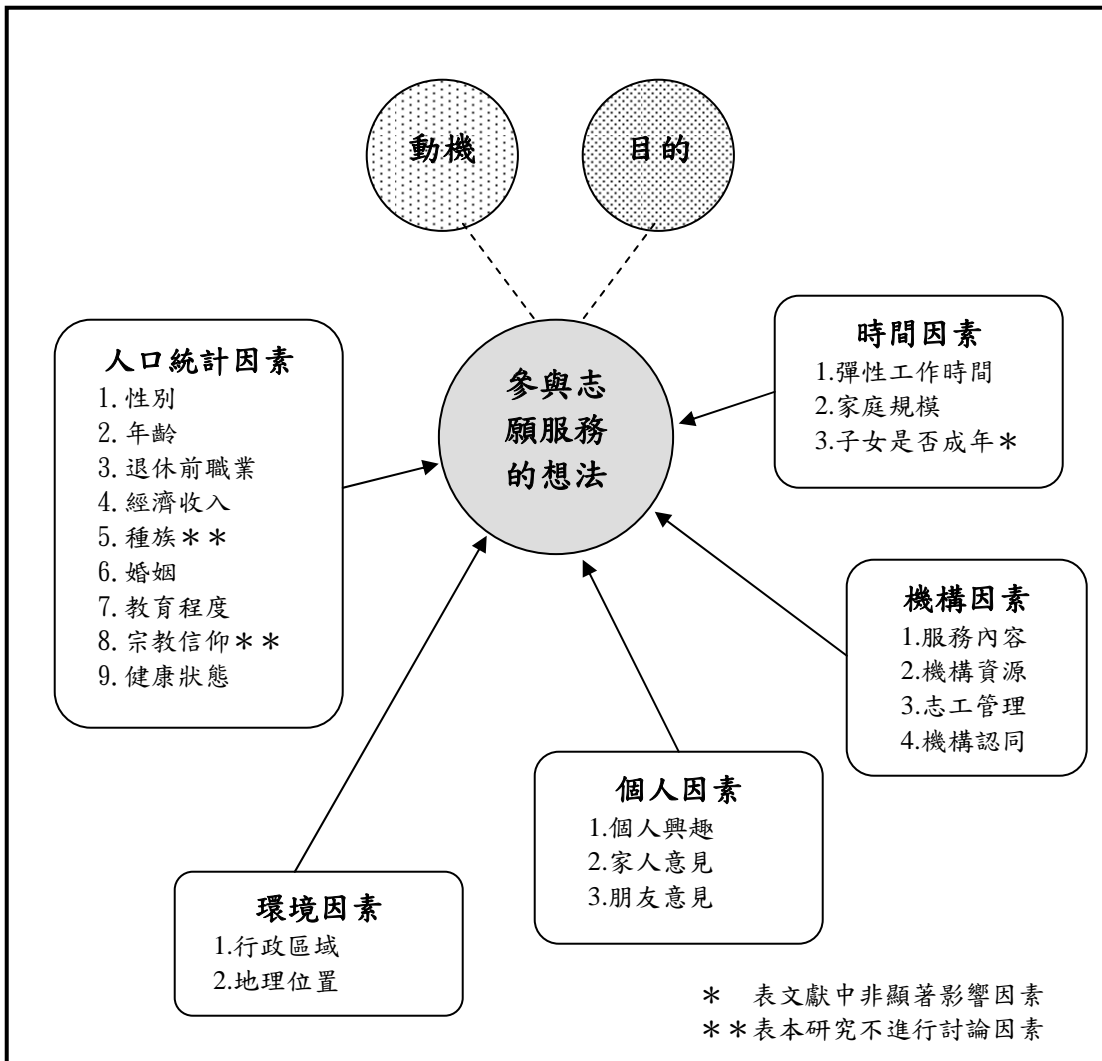 動機
目的
參與志
願服務
的想法
人口統計因素
1. 性別
2. 年齡
3. 退休前職業
4. 經濟收入
5. 種族＊＊
6. 婚姻
7. 教育程度
8. 宗教信仰＊＊
9. 健康狀態
時間因素
1.彈性工作時間
2.家庭規模
3.子女是否成年＊
機構因素
1.服務內容
2.機構資源
3.志工管理
4.機構認同
個人因素
1.個人興趣
2.家人意見
3.朋友意見
環境因素
1.行政區域
2.地理位置
＊ 表文獻中非顯著影響因素
＊＊表本研究不進行討論因素